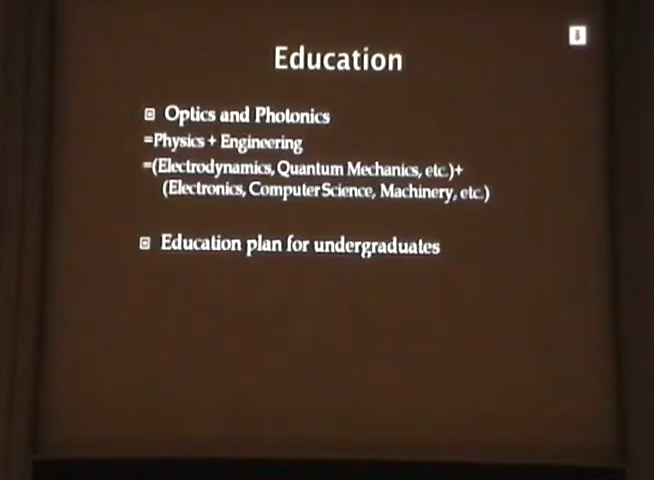 Education
Optics and Photonics
=Physics + Engineering
=(Electrodynamics, Quantum Mechanics, etc.)+
(Electronics, Computer Science, Machinery, etc.)
Education plan for undergraduates